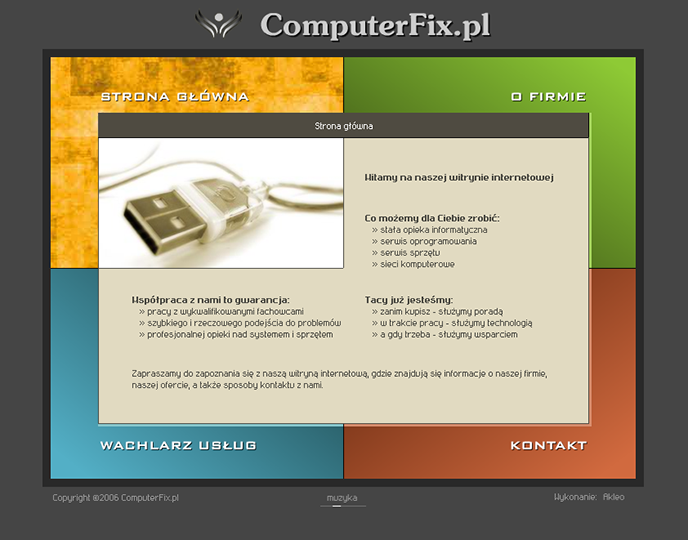 ComputerFix.pl
STRONA GŁÓWNA
O FIRMIE
Strona główna
Witamy na naszej witrynie internetowej
Co możemy dla Ciebie zrobić:
» stała opieka informatyczna
» serwis oprogramowania
» serwis sprzętu
» sieci komputerowe
Współpraca z nami to gwarancja:
» pracy z wykwalifikowanymi fachowcami
» szybkiego i rzeczowego podejścia do problemów
» profesjonalnej opieki nad systemem i sprzętem
Tacy już jesteśmy:
» zanim kupisz - służymy poradą
» w trakcie pracy - służymy technologią
» a gdy trzeba - służymy wsparciem
Zapraszamy do zapoznania się z naszą witryną internetową, gdzie znajdują się informacje o naszej firmie,
naszej ofercie, a także sposoby kontaktu z nami.
WACHLARZ USŁUG
KONTAKT
Copyright ©2006 ComputerFix.pl
muzyka
Wykonanie: Akleo